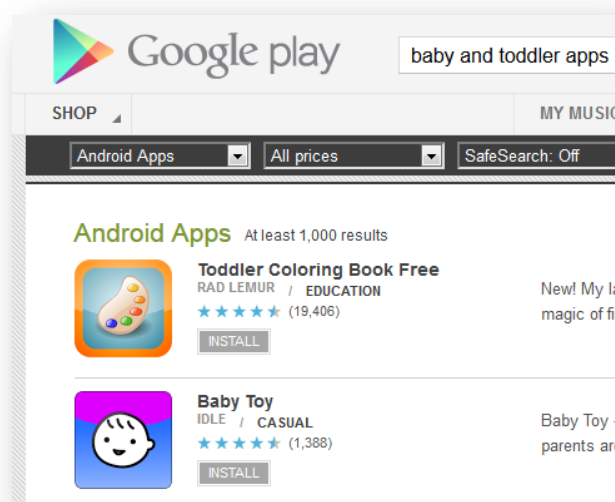 Google play
baby and toddler apps
SHOP
MY MUSIC
Android Apps
All prices
SafeSearch: Off
Android Apps At least 1,000 results
Toddler Coloring Book Free
RAD LEMUR / EDUCATION
(19,406)
New! My l
magic of fi
INSTALL
Baby Toy
IDLE / CASUAL
(1,388)
Baby Toy
parents ar
INSTALL